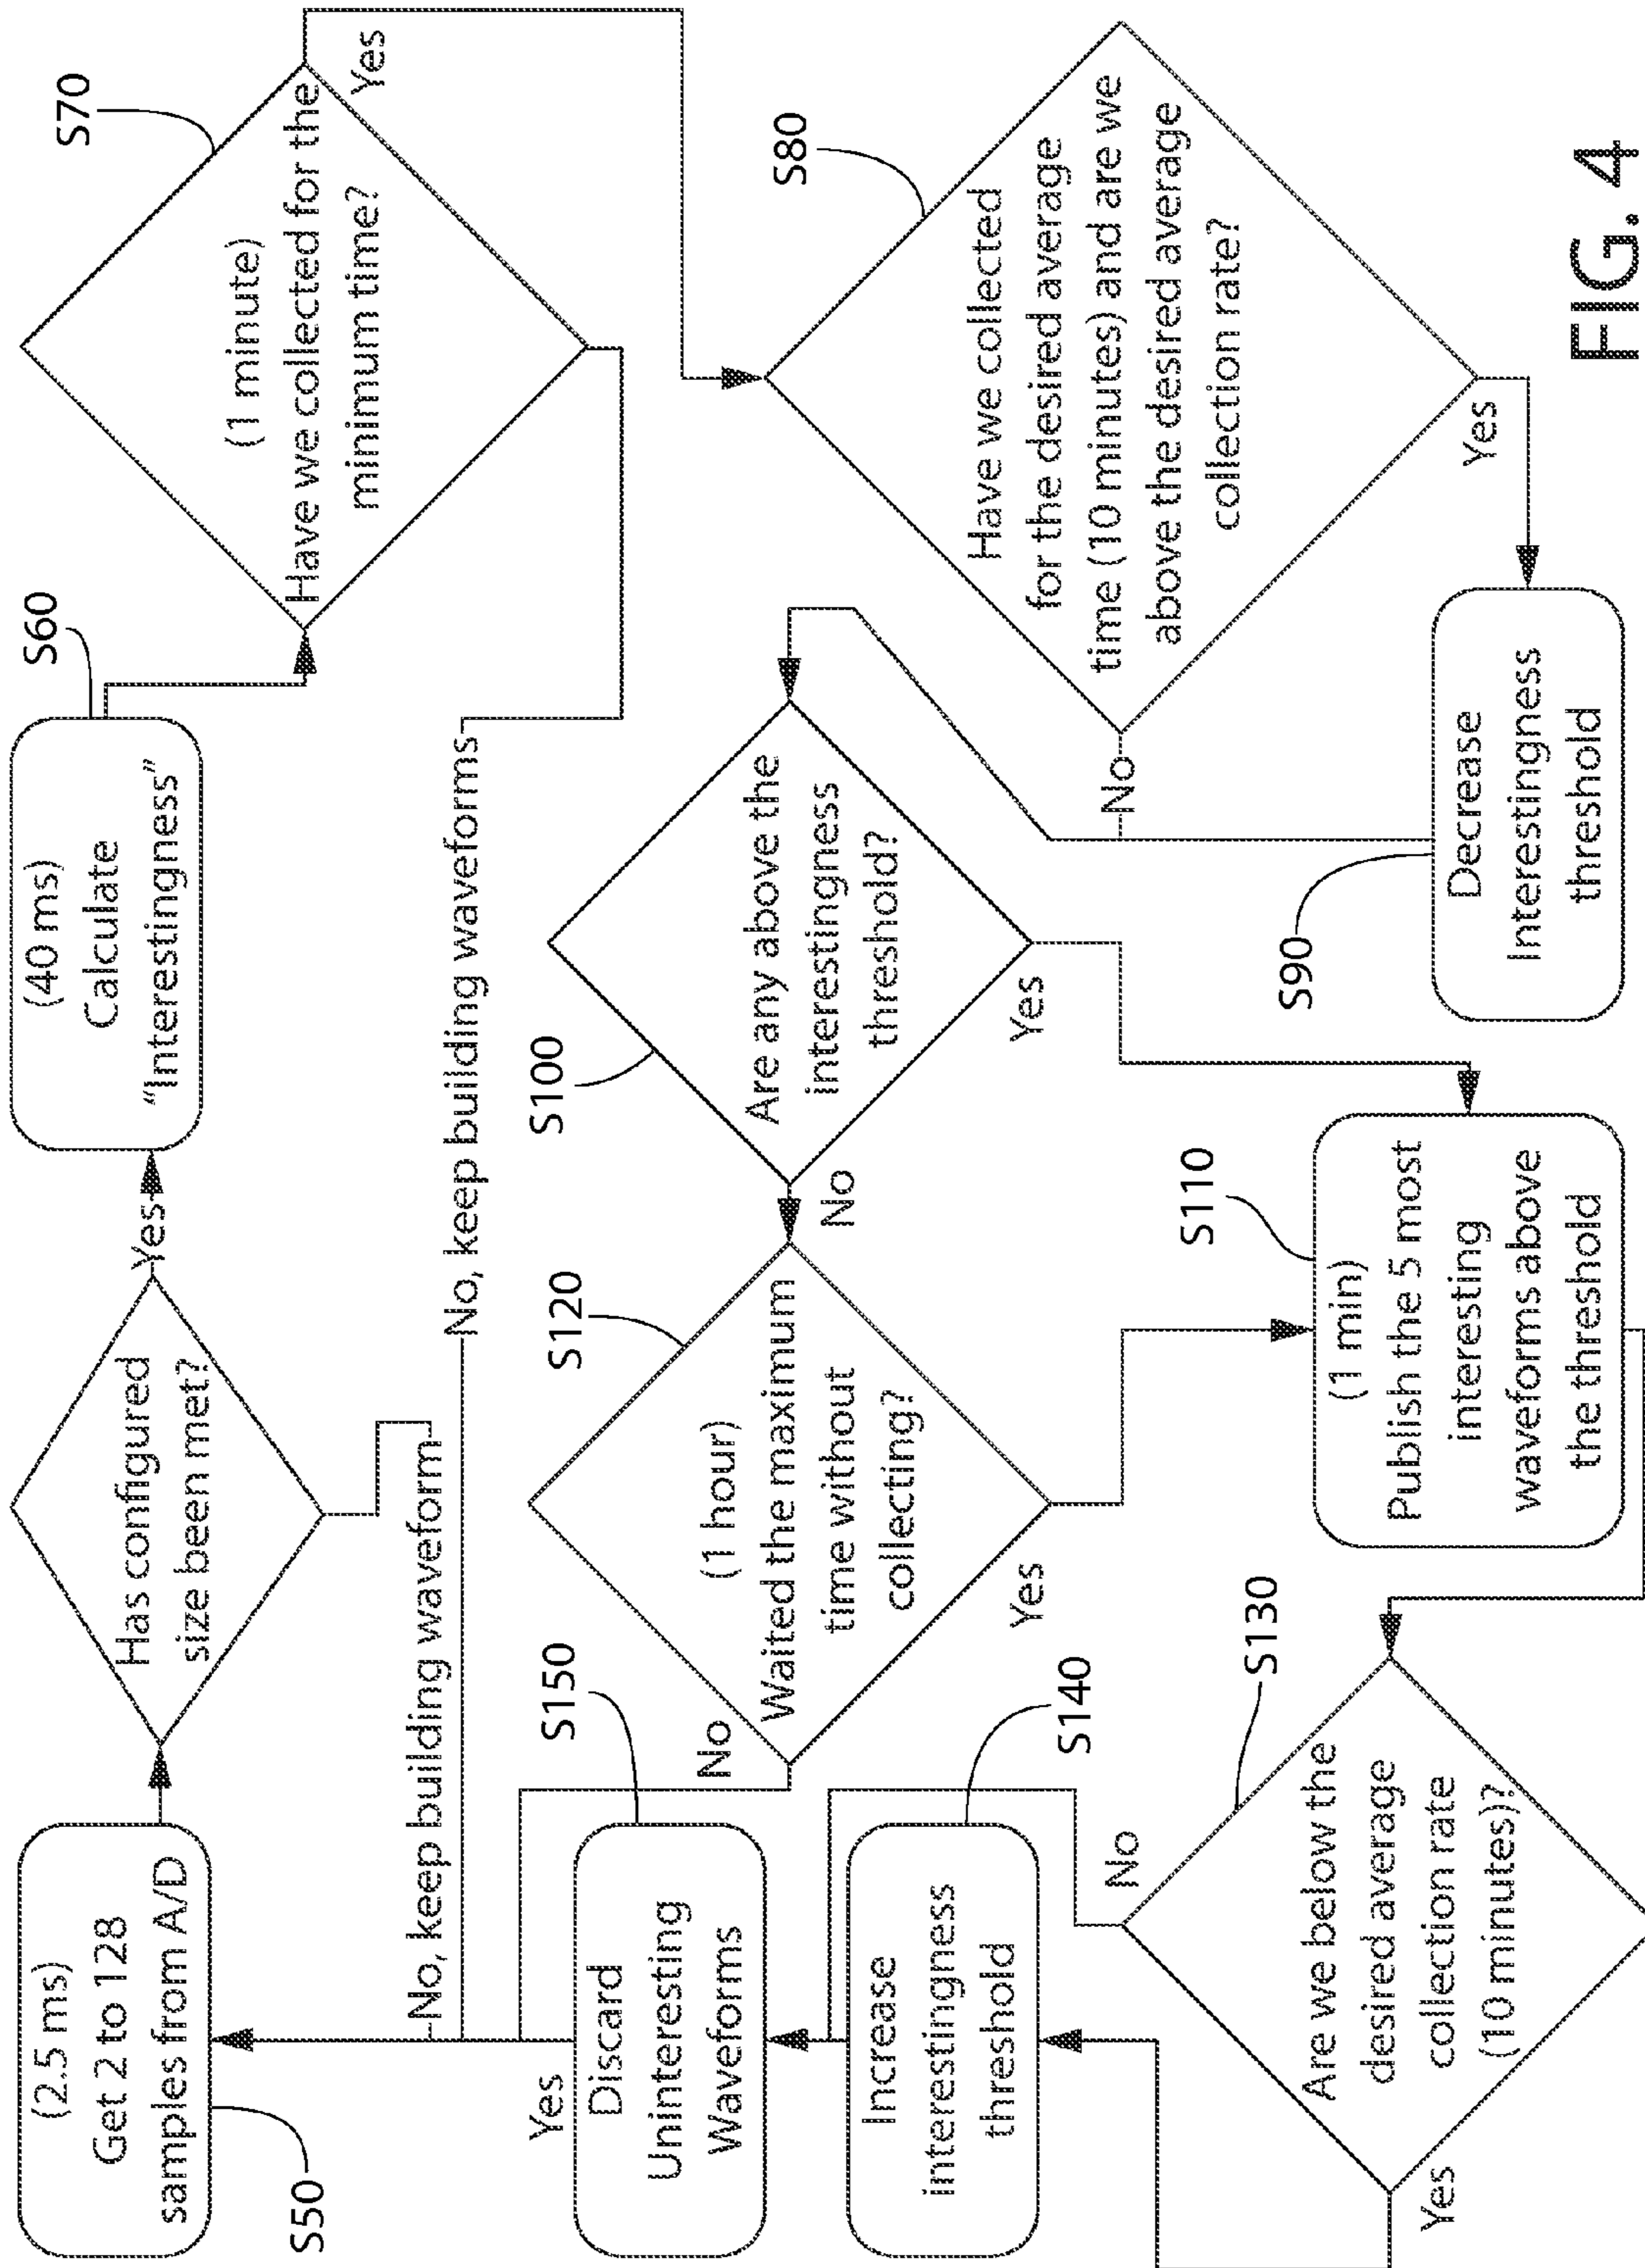 (2.5 ms)
Get 2 to 128
samples from A/D
S50
Has configured
size been met?
Yes
No, keep building waveform
(40 ms)
Calculate
"Interestingness"
S60
(1 minute)
Have we collected for the
minimum time?
S70
Yes
No, keep building waveforms
Have we collected
for the desired average
time (10 minutes) and are we
above the desired average
collection rate?
S80
No
Yes
Decrease
Interestingness
threshold
S90
Are any above the
interestingness
threshold?
S100
No
Yes
(1 hour)
Waited the maximum
time without
collecting?
S120
No
Yes
(1 min)
Publish the 5 most
interesting
waveforms above
the threshold
S110
Are we below the
desired average
collection rate
(10 minutes)?
S130
No
Yes
Increase
interestingness
threshold
S140
Discard
Uninteresting
Waveforms
S150
Yes
FIG. 4